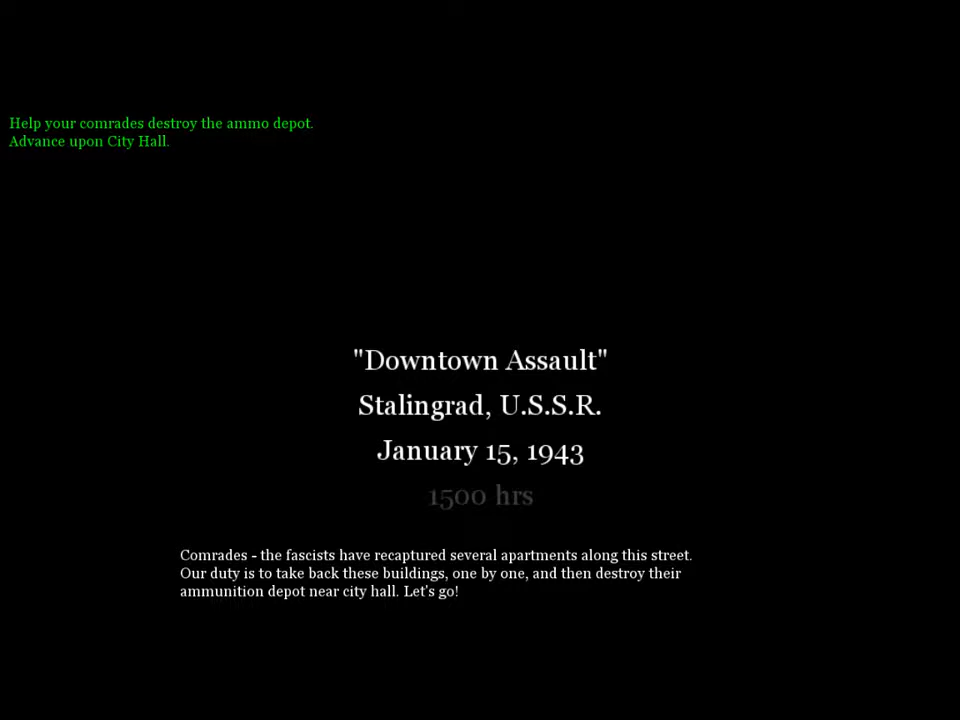 Help your comrades destroy the ammo depot.
Advance upon City Hall.
"Downtown Assault"
Stalingrad, U.S.S.R.
January 15, 1943
1500 hrs
Comrades - the fascists have recaptured several apartments along this street.
Our duty is to take back these buildings, one by one, and then destroy their
ammunition depot near city hall. Let's go!